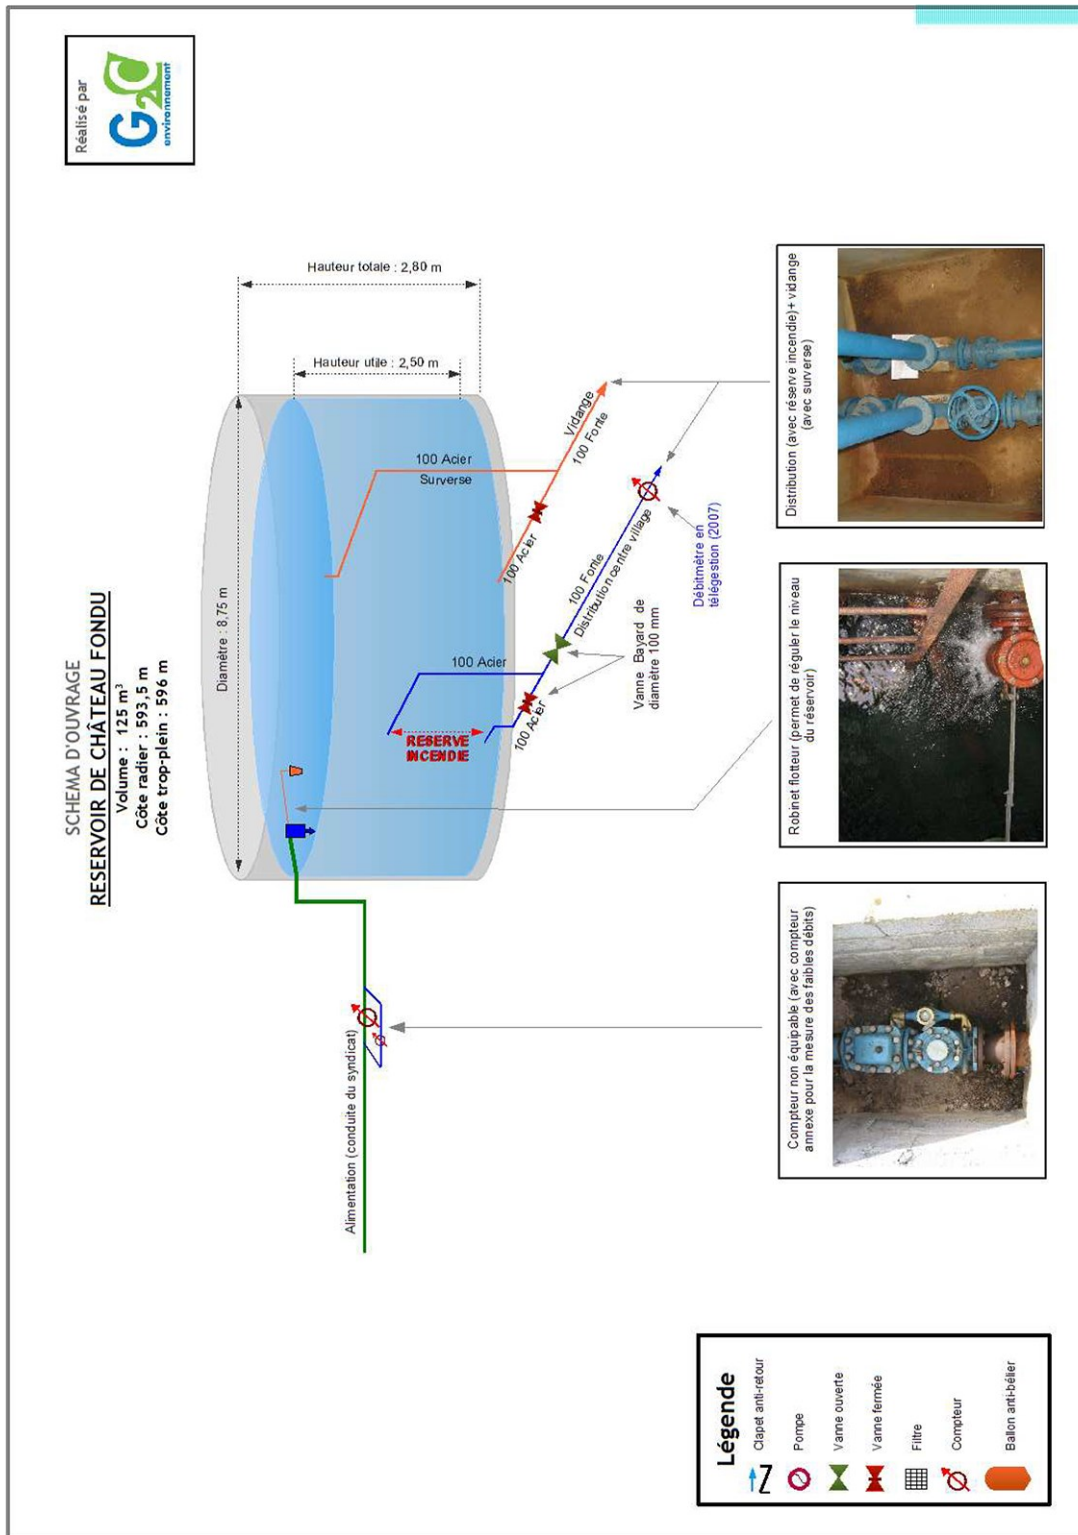 Réalisé par
G2C
environnement
SCHEMA D'OUVRAGE
RESERVOIR DE CHÂTEAU FONDU
Volume : 125 m³
Côte radier : 593,5 m
Côte trop-plein : 596 m
Diamètre : 8,75 m
Hauteur totale : 2,80 m
Hauteur utile : 2,50 m
100 Acier
Surverse
Vidange
100 Fonte
100 Acier
100 Acier
RESERVE
INCENDIE
100 Acier
100 Fonte
Distribution centre village
Vanne Bayard de
diamètre 100 mm
Débitmètre en
télégestion (2007)
Alimentation (conduite du syndicat)
Compteur non équipable (avec compteur
annexe pour la mesure des faibles débits)
Robinet flotteur (permet de réguler le niveau
du réservoir)
Distribution (avec réserve incendie)+ vidange
(avec surverse)
Légende
Clapet anti-retour
Pompe
Vanne ouverte
Vanne fermée
Filtre
Compteur
Ballon anti-bélier